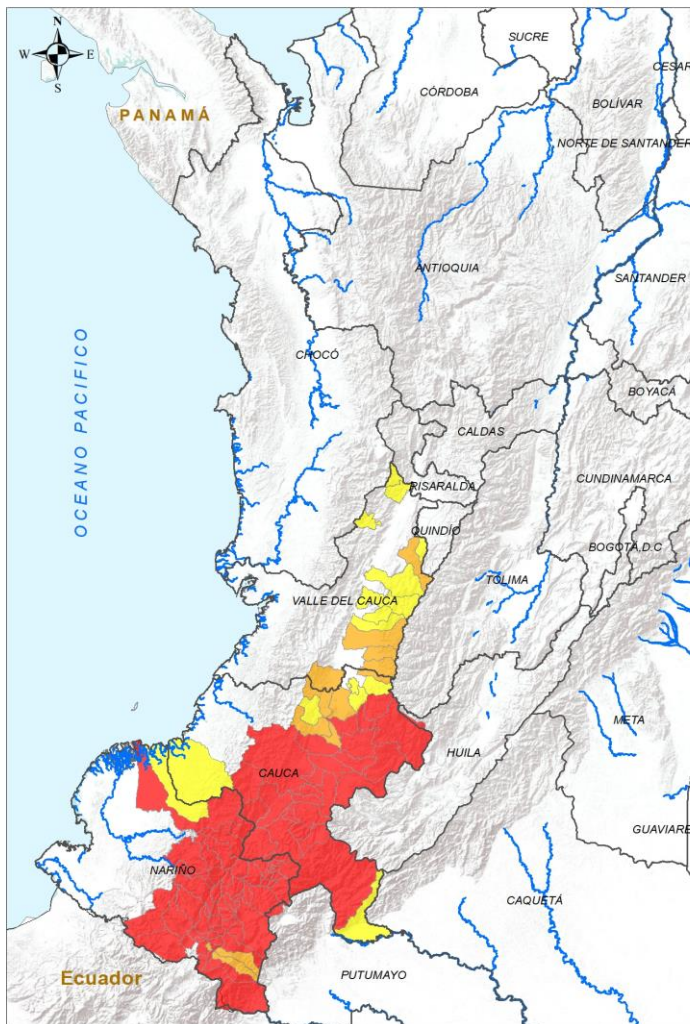 N
W E
S
PANAMÁ
SUCRE
CESAR
CÓRDOBA
BOLÍVAR
NORTE DE SANTANDER
ANTIOQUIA
SANTANDER
OCEANO PACIFICO
CHOCÓ
BOYACÁ
CALDAS
CUNDINAMARCA
RISARALDA
QUINDÍO
BOGOTÁ, D.C
TOLIMA
VALLE DEL CAUCA
META
HUILA
CAUCA
GUAVIARE
NARIÑO
CAQUETÁ
Ecuador
PUTUMAYO